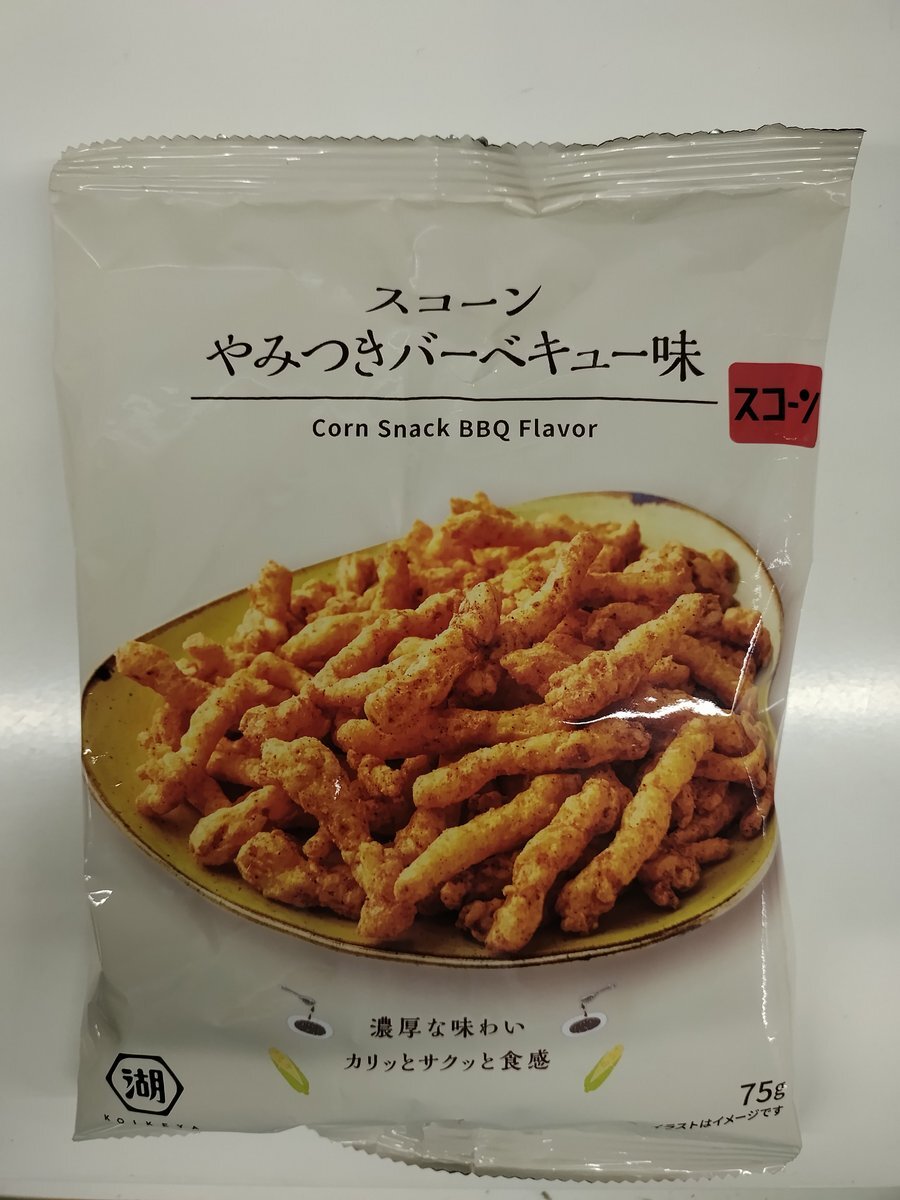 スコーン
やみつきバーベキュー味
スコーン
Corn Snack BBQ Flavor
濃厚な味わい
カリッとサクッと食感
湖
KOIKEYA
75g
ラストはイメージです